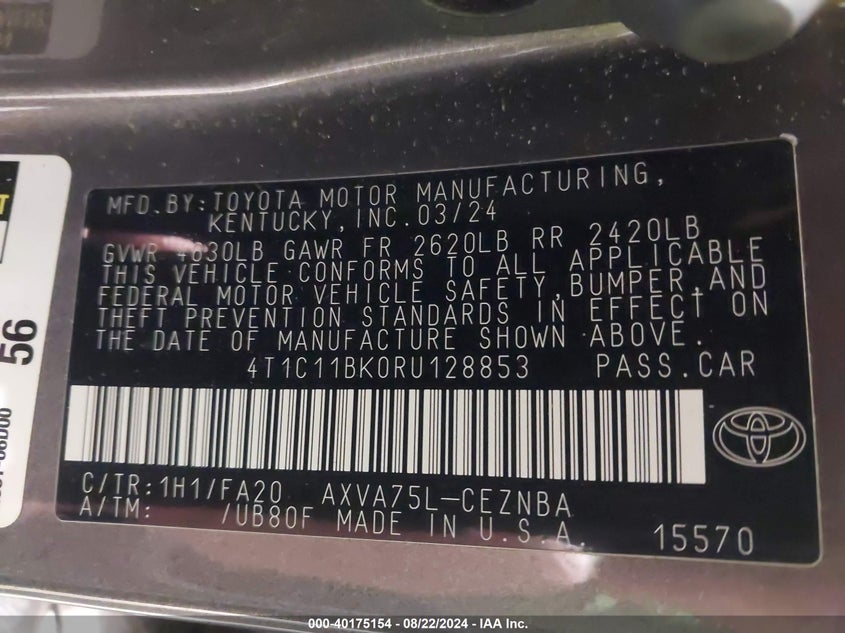 MFD. BY: TOYOTA MOTOR MANUFACTURING,
KENTUCKY, INC. 03/24
GVWR 4630LB GAWR FR 2620LB RR 2420LB
THIS VEHICLE CONFORMS TO ALL APPLICABLE
FEDERAL MOTOR VEHICLE SAFETY, BUMPER, AND
THEFT PREVENTION STANDARDS IN EFFECT ON
THE DATE OF MANUFACTURE SHOWN ABOVE.
4T1C11BK0RU128853 PASS.CAR
C/TR: 1H1/FA20 AXVA75L-CEZNBA
A/TM: /UB80F MADE IN U.S.A. 15570
56
000-40175154 - 08/22/2024 - IAA Inc.